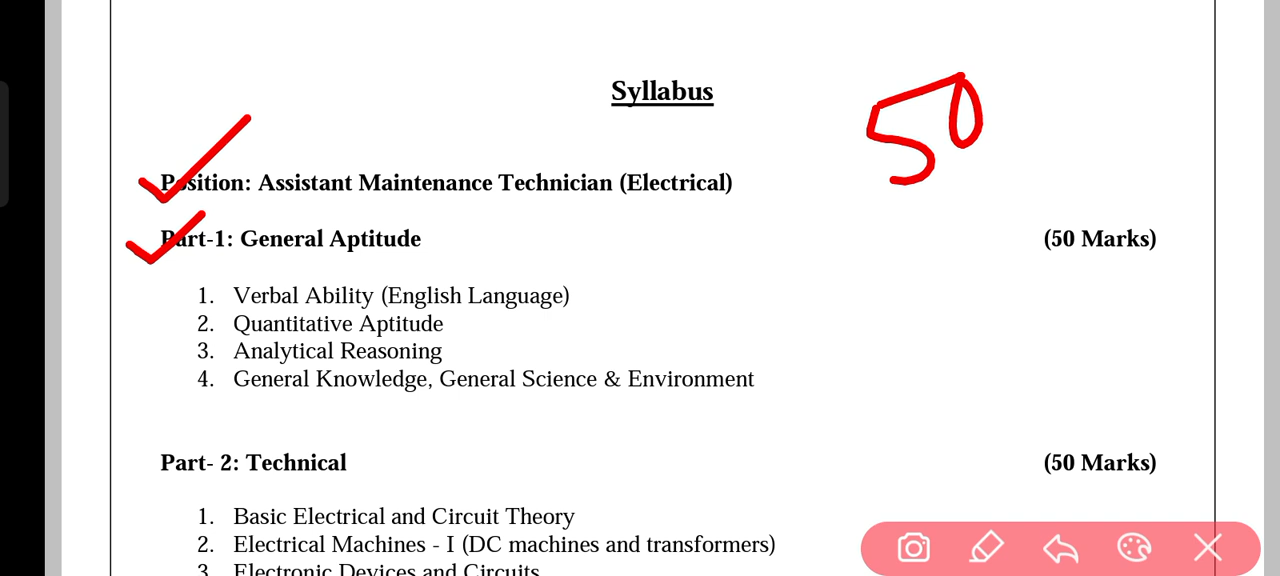 Syllabus
50
Position: Assistant Maintenance Technician (Electrical)
Part-1: General Aptitude (50 Marks)
1. Verbal Ability (English Language)
2. Quantitative Aptitude
3. Analytical Reasoning
4. General Knowledge, General Science & Environment
Part- 2: Technical (50 Marks)
1. Basic Electrical and Circuit Theory
2. Electrical Machines - I (DC machines and transformers)
3. Electronic Devices and Circuits